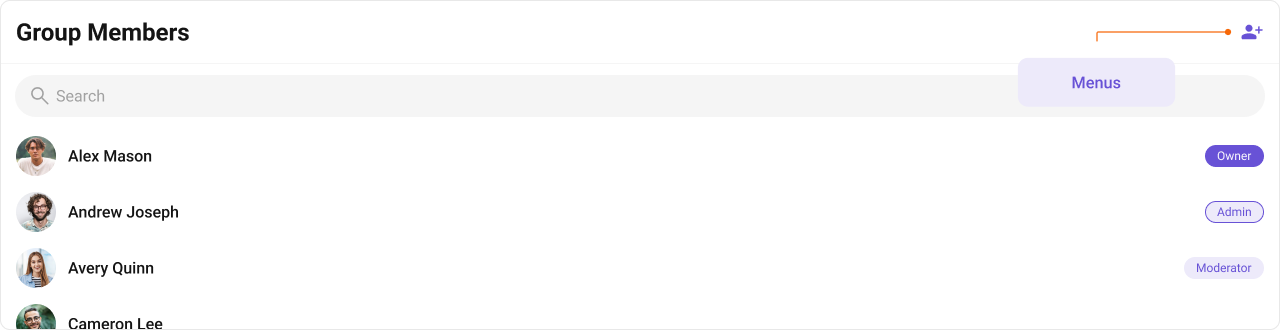 Group Members
Menus
Search
Alex Mason
Owner
Andrew Joseph
Admin
Avery Quinn
Moderator
Cameron Lee